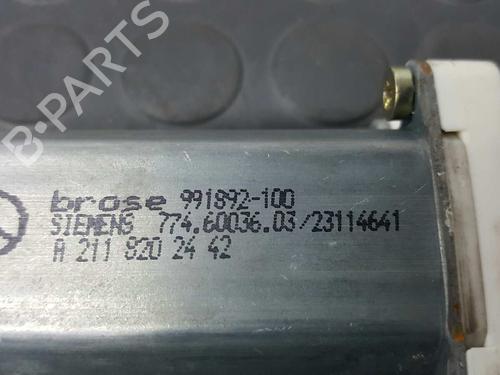 B-PARTS
brose 991892-100
SIEMENS 774.60036.03/23114641
A 211 820 24 42